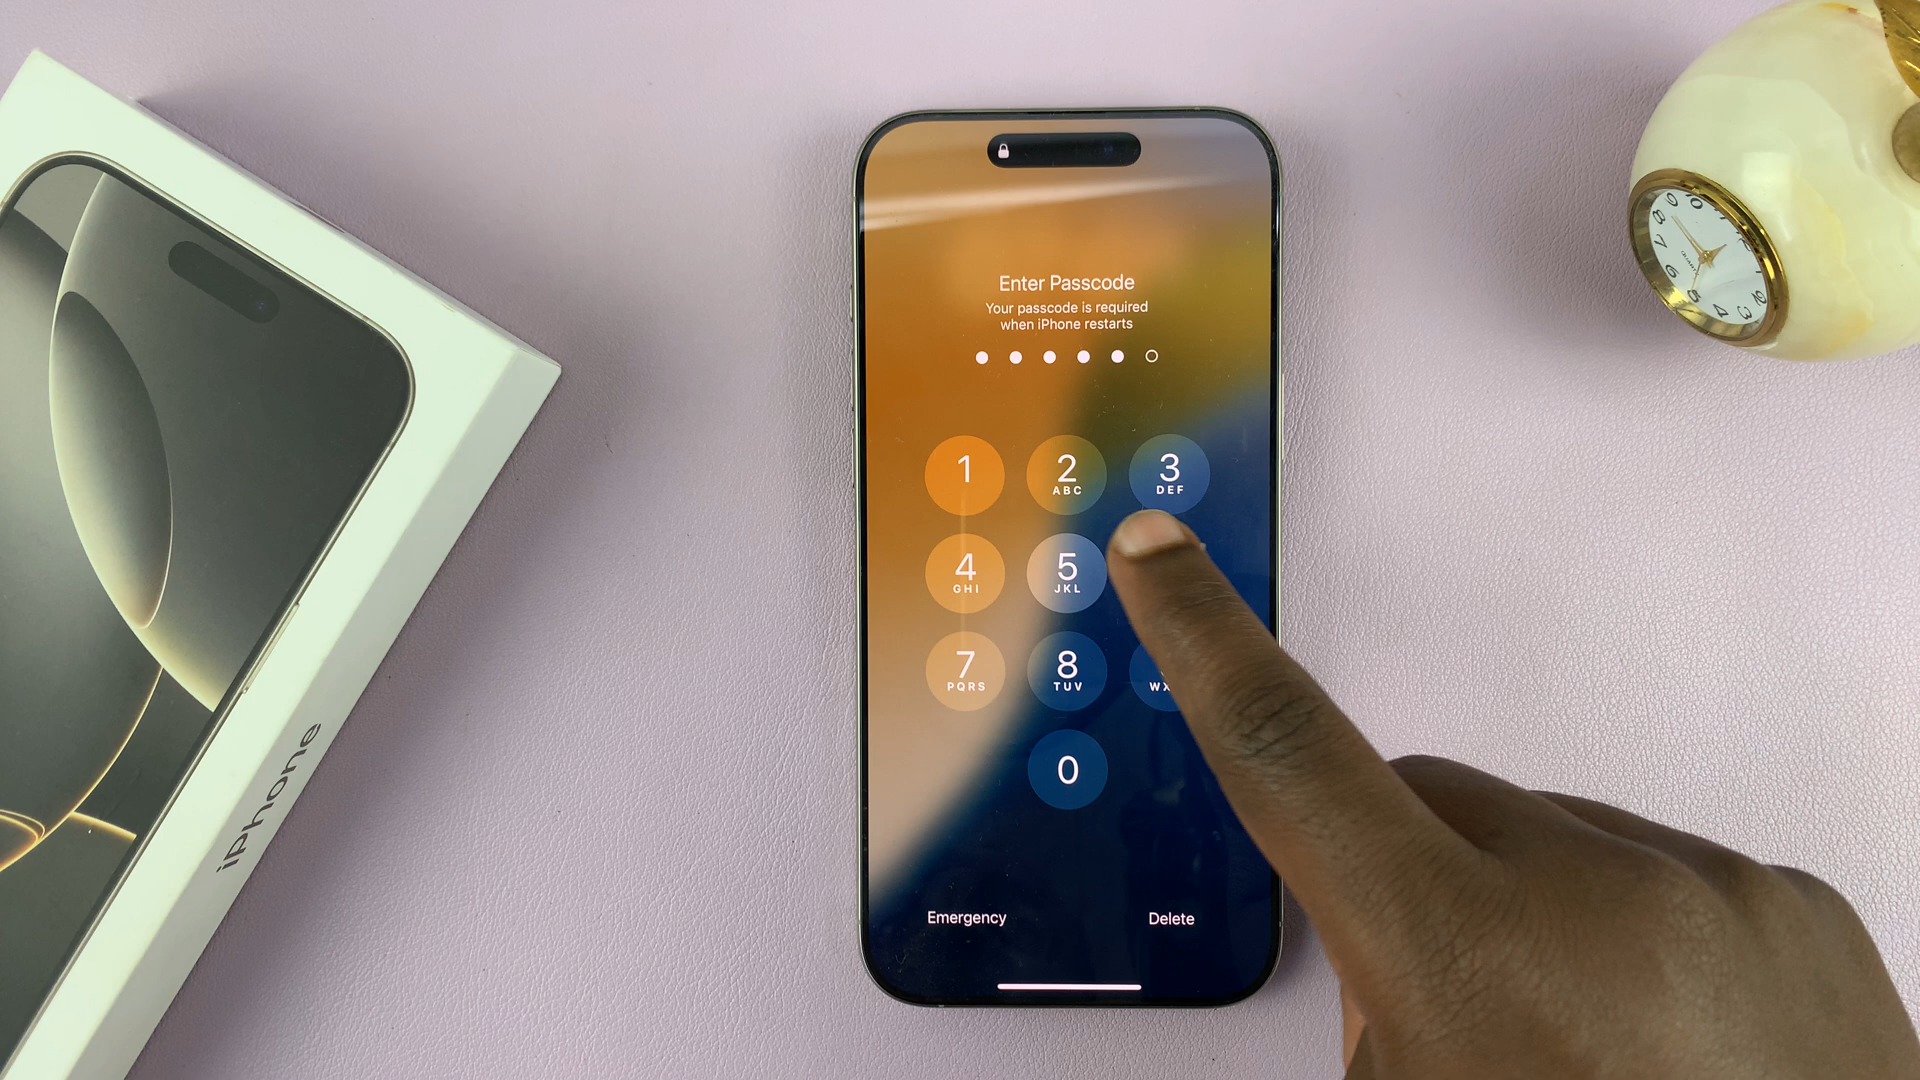 Enter Passcode
Your passcode is required
when iPhone restarts
1
2
ABC
3
DEF
4
GHI
5
JKL
7
PQRS
8
TUV
WX
0
Emergency
Delete
iPhone